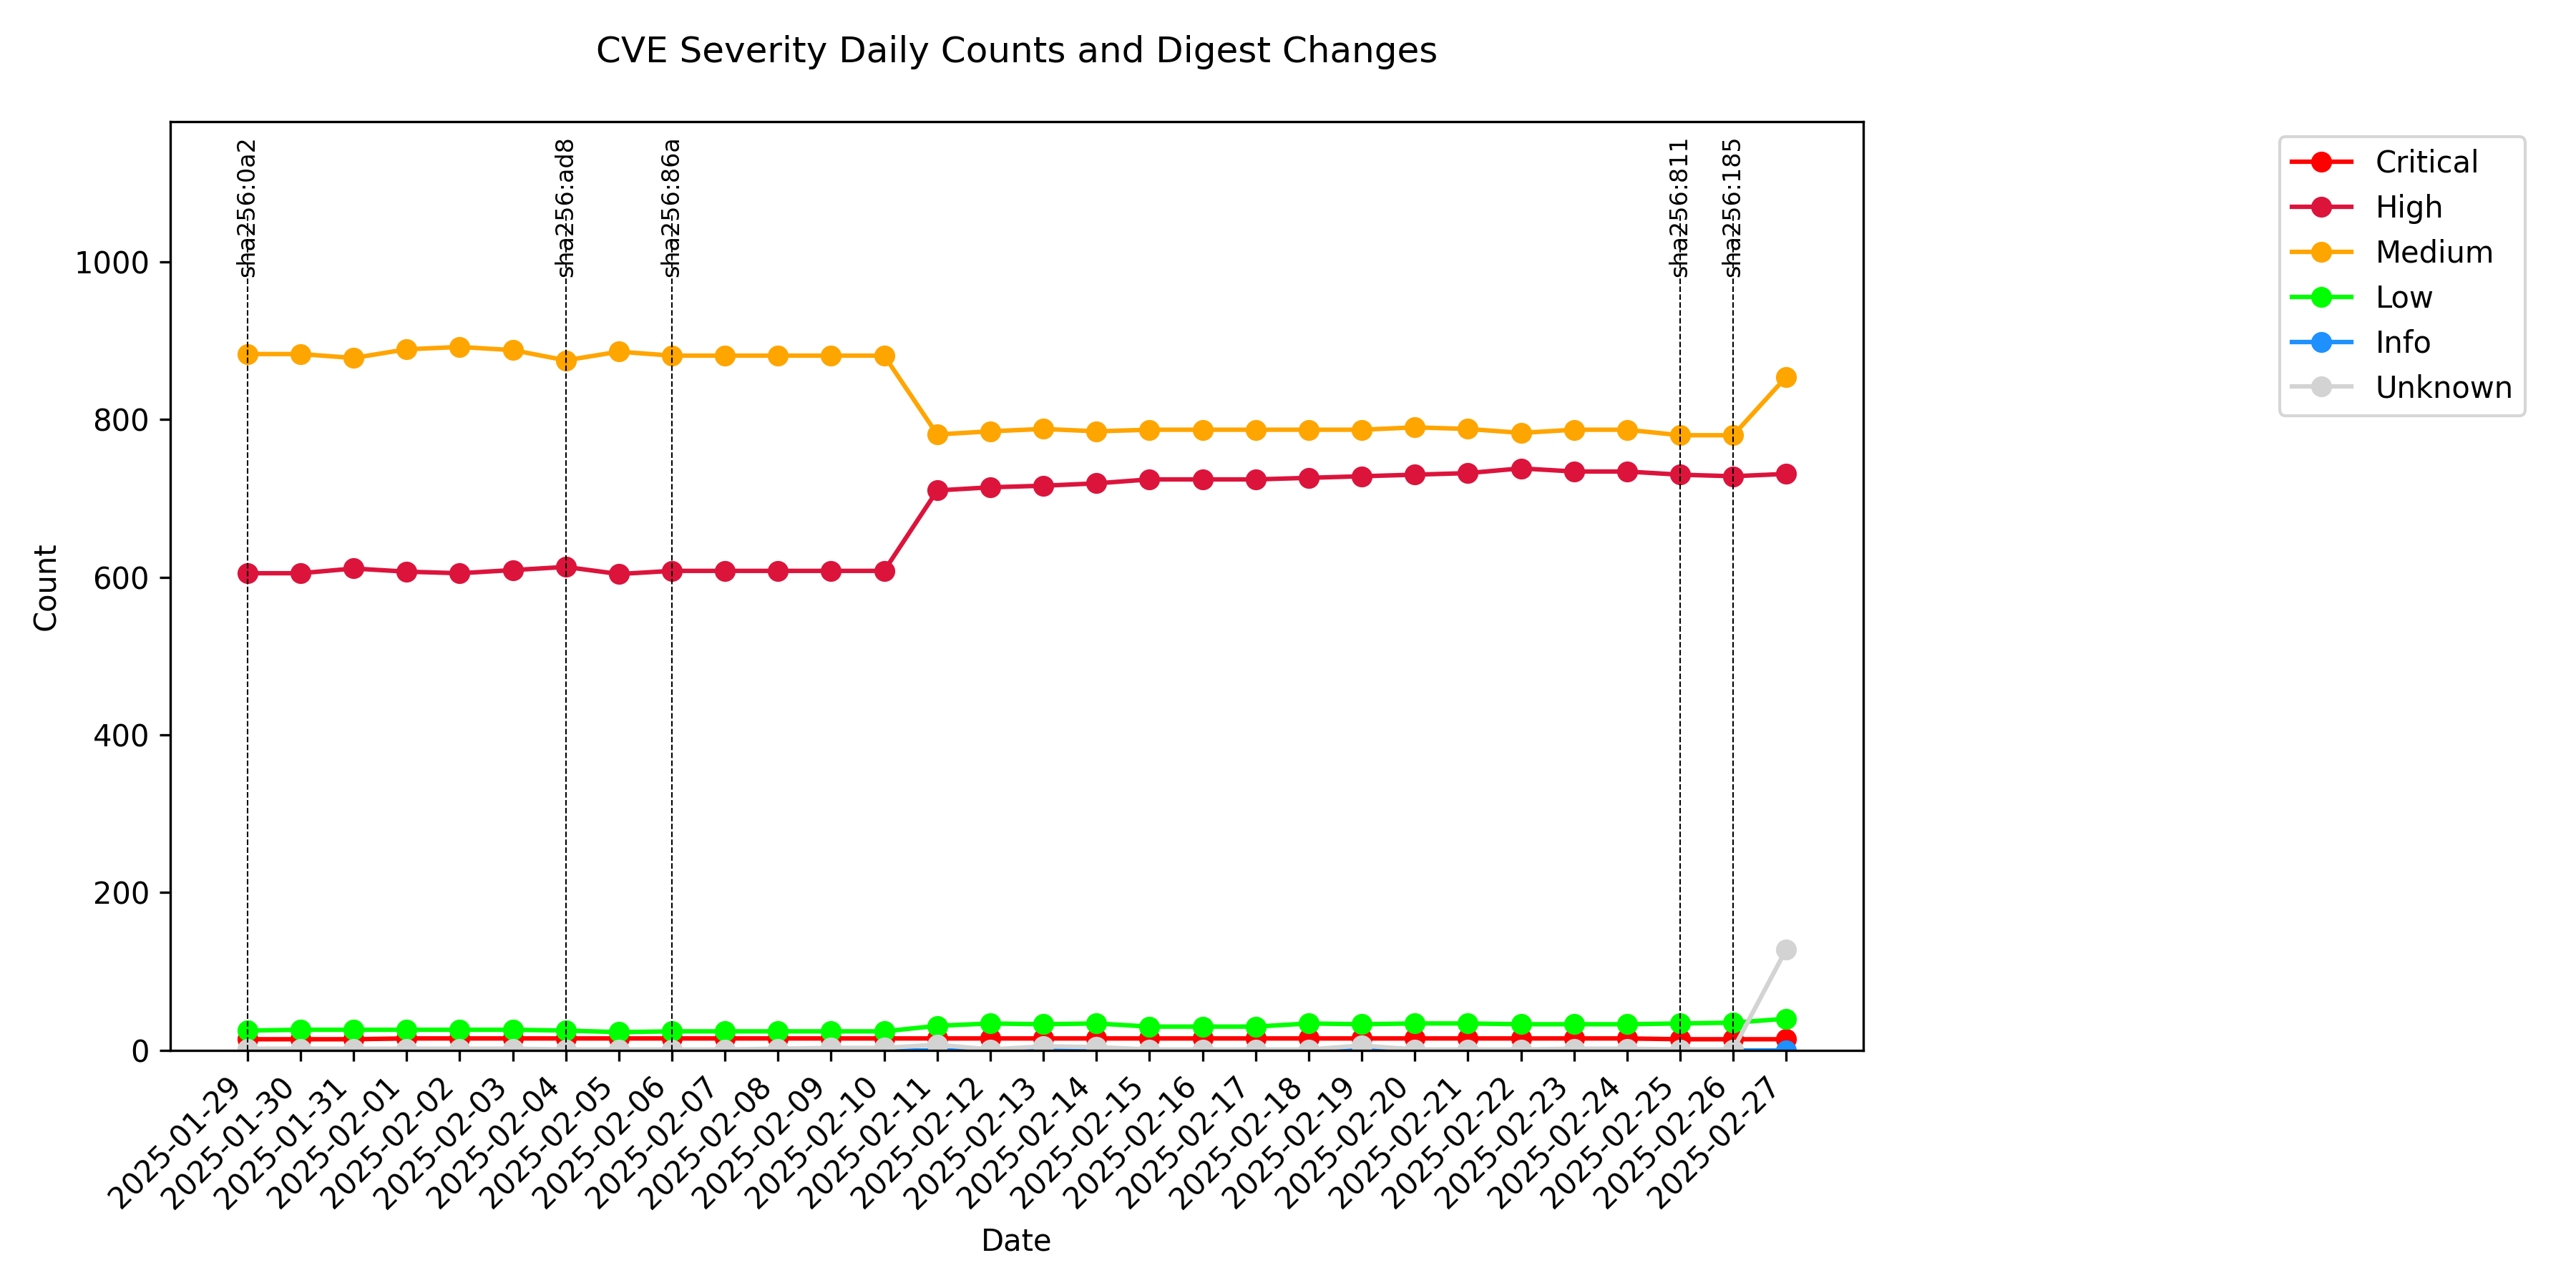 CVE Severity Daily Counts and Digest Changes
sha256:0a2
sha256:ad8
sha256:86a
sha256:811
sha256:185
Critical
High
Medium
Low
Info
Unknown
Count
1000
800
600
400
200
0
2025-01-29
2025-01-30
2025-01-31
2025-02-01
2025-02-02
2025-02-03
2025-02-04
2025-02-05
2025-02-06
2025-02-07
2025-02-08
2025-02-09
2025-02-10
2025-02-11
2025-02-12
2025-02-13
2025-02-14
2025-02-15
2025-02-16
2025-02-17
2025-02-18
2025-02-19
2025-02-20
2025-02-21
2025-02-22
2025-02-23
2025-02-24
2025-02-25
2025-02-26
2025-02-27
Date